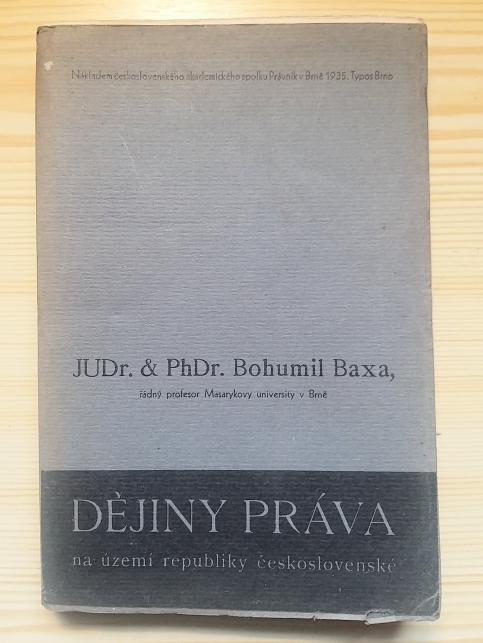 Nákladem československého akademického spolku Právník v Brně 1935. Typos Brno
JUDr. & PhDr. Bohumil Baxa,
řádný profesor Masarykovy university v Brně
DĚJINY PRÁVA
na území republiky československé